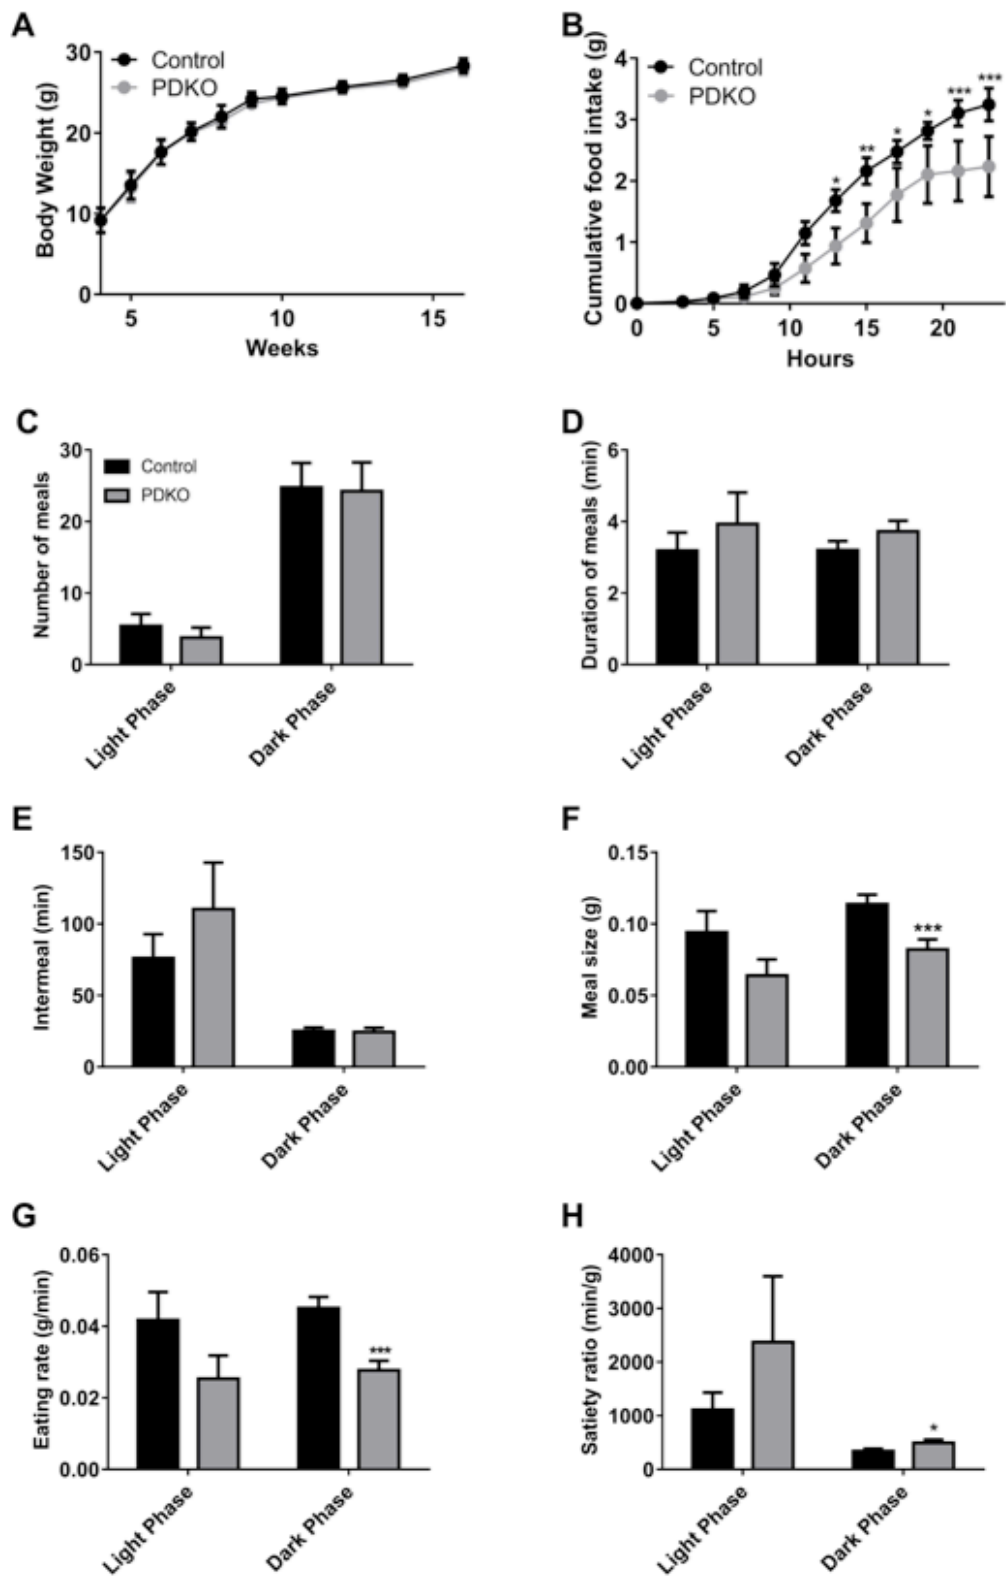 A
Body Weight (g)
30
20
10
0
Control
PDKO
5 10 15
Weeks
B
Cumulative food intake (g)
4
3
2
1
0
Control
PDKO
* ** * * *** ***
0 5 10 15 20
Hours
C
Number of meals
30
20
10
0
Control
PDKO
Light Phase
Dark Phase
D
Duration of meals (min)
6
4
2
0
Light Phase
Dark Phase
E
Intermeal (min)
150
100
50
0
Light Phase
Dark Phase
F
Meal size (g)
0.15
0.10
0.05
0.00
***
Light Phase
Dark Phase
G
Eating rate (g/min)
0.06
0.04
0.02
0.00
***
Light Phase
Dark Phase
H
Satiety ratio (min/g)
4000
3000
2000
1000
0
*
Light Phase
Dark Phase